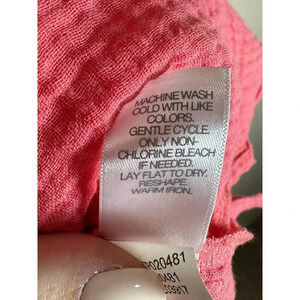 MACHINE WASH
COLD WITH LIKE
COLORS.
GENTLE CYCLE.
ONLY NON-
CHLORINE BLEACH
IF NEEDED.
LAY FLAT TO DRY.
RESHAPE.
WARM IRON.